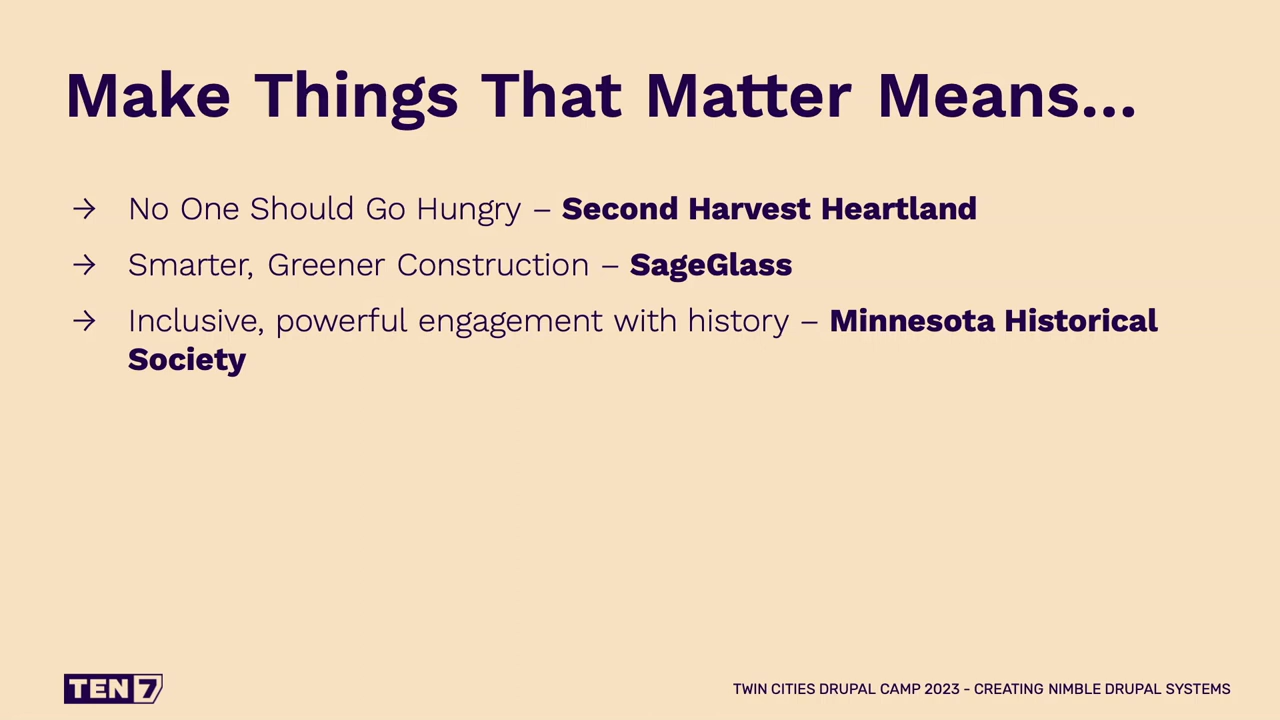 Make Things That Matter Means...
→ No One Should Go Hungry – Second Harvest Heartland
→ Smarter, Greener Construction – SageGlass
→ Inclusive, powerful engagement with history – Minnesota Historical
Society
TEN7
TWIN CITIES DRUPAL CAMP 2023 - CREATING NIMBLE DRUPAL SYSTEMS